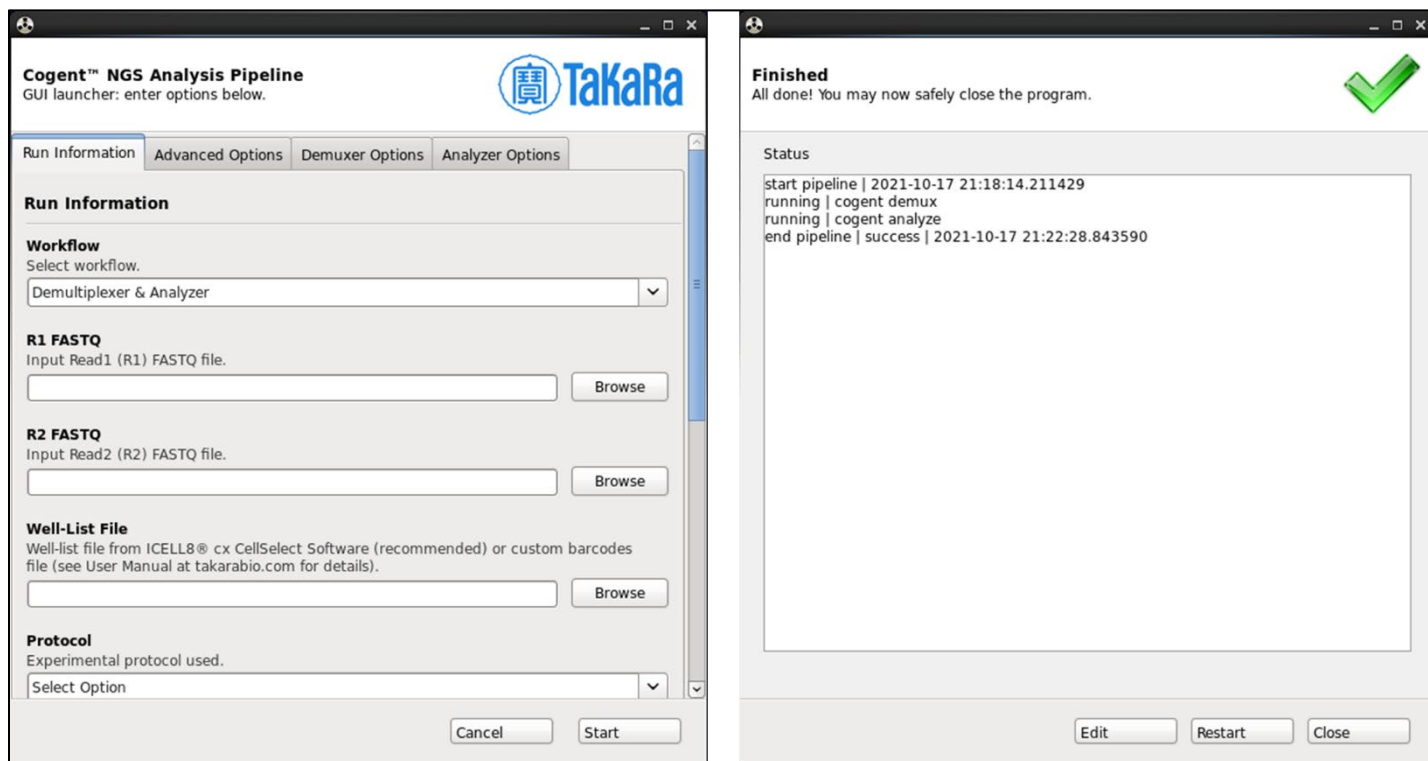 Cogent™ NGS Analysis Pipeline
GUI launcher: enter options below.
寶 TaKaRa
Run Information
Advanced Options
Demuxer Options
Analyzer Options
Run Information
Workflow
Select workflow.
Demultiplexer & Analyzer
R1 FASTQ
Input Read1 (R1) FASTQ file.
Browse
R2 FASTQ
Input Read2 (R2) FASTQ file.
Browse
Well-List File
Well-list file from ICELL8® cx CellSelect Software (recommended) or custom barcodes
file (see User Manual at takarabio.com for details).
Browse
Protocol
Experimental protocol used.
Select Option
Cancel
Start
Finished
All done! You may now safely close the program.
Status
start pipeline | 2021-10-17 21:18:14.211429
running | cogent demux
running | cogent analyze
end pipeline | success | 2021-10-17 21:22:28.843590
Edit
Restart
Close